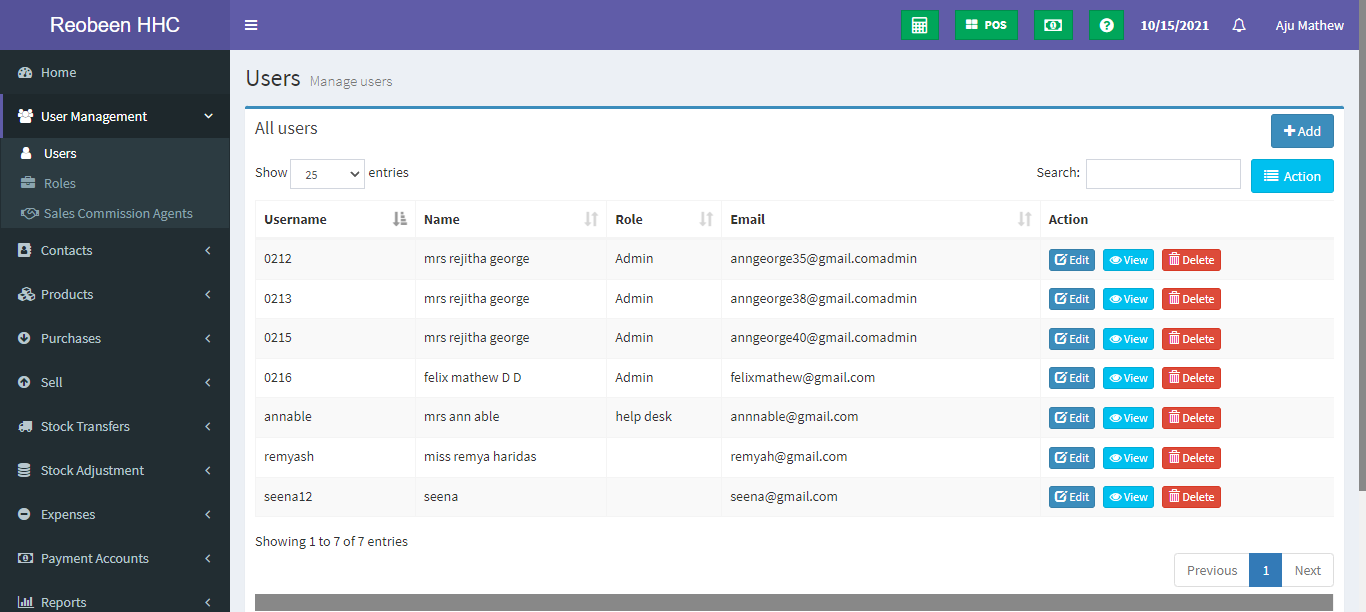 Reobeen HHC
POS
10/15/2021
Aju Mathew
Home
User Management
Users
Roles
Sales Commission Agents
Contacts
Products
Purchases
Sell
Stock Transfers
Stock Adjustment
Expenses
Payment Accounts
Reports
Users Manage users
All users
Add
Show 25 entries
Search:
Action
Username Name Role Email Action
0212 mrs rejitha george Admin anngeorge35@gmail.comadmin Edit View Delete
0213 mrs rejitha george Admin anngeorge38@gmail.comadmin Edit View Delete
0215 mrs rejitha george Admin anngeorge40@gmail.comadmin Edit View Delete
0216 felix mathew D D Admin felixmathew@gmail.com Edit View Delete
annable mrs ann able help desk annnable@gmail.com Edit View Delete
remyash miss remya haridas remyah@gmail.com Edit View Delete
seena12 seena seena@gmail.com Edit View Delete
Showing 1 to 7 of 7 entries
Previous 1 Next